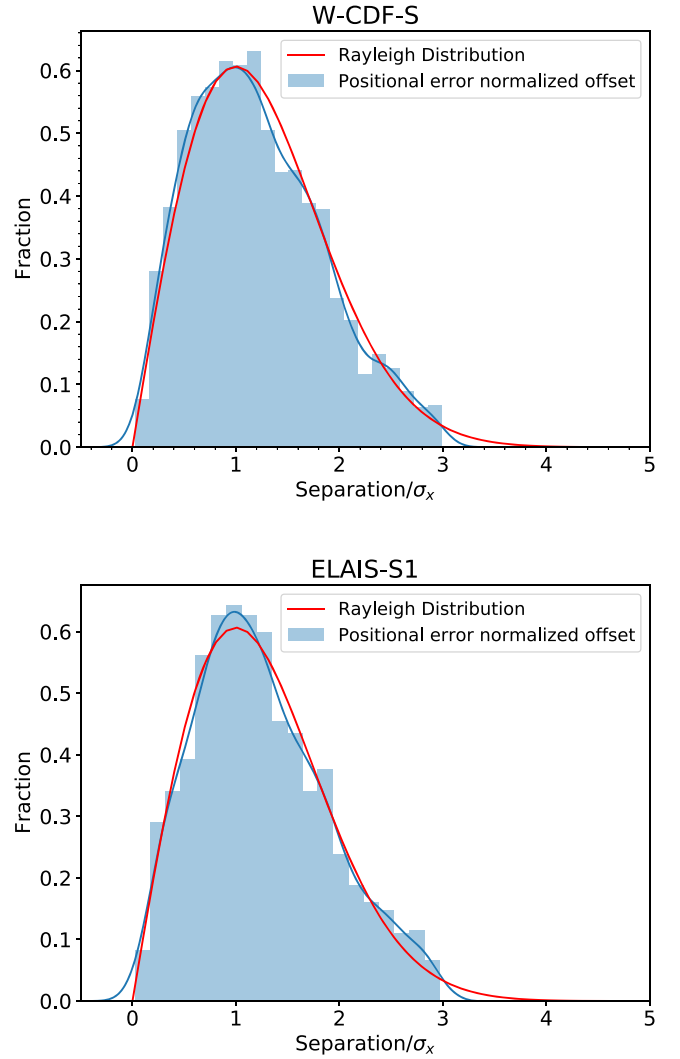 W-CDF-S
Rayleigh Distribution
Positional error normalized offset
0.6
0.5
0.4
0.3
0.2
0.1
0.0
Fraction
0 1 2 3 4 5
Separation/σₓ
ELAIS-S1
Rayleigh Distribution
Positional error normalized offset
0.6
0.5
0.4
0.3
0.2
0.1
0.0
Fraction
0 1 2 3 4 5
Separation/σₓ